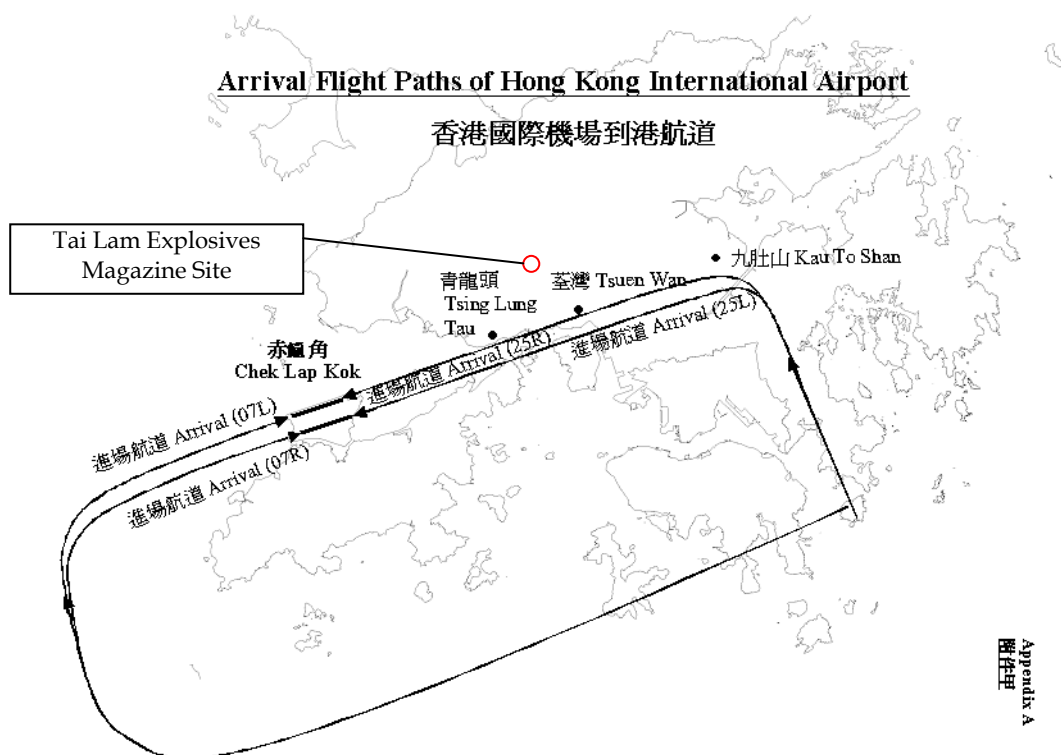 Arrival Flight Paths of Hong Kong International Airport
香港國際機場到港航道
Tai Lam Explosives
Magazine Site
九肚山 Kau To Shan
青龍頭
Tsing Lung
Tau
荃灣 Tsuen Wan
赤鱲角
Chek Lap Kok
進場航道 Arrival (25R)
進場航道 Arrival (25L)
進場航道 Arrival (07L)
進場航道 Arrival (07R)
Appendix A
附件甲